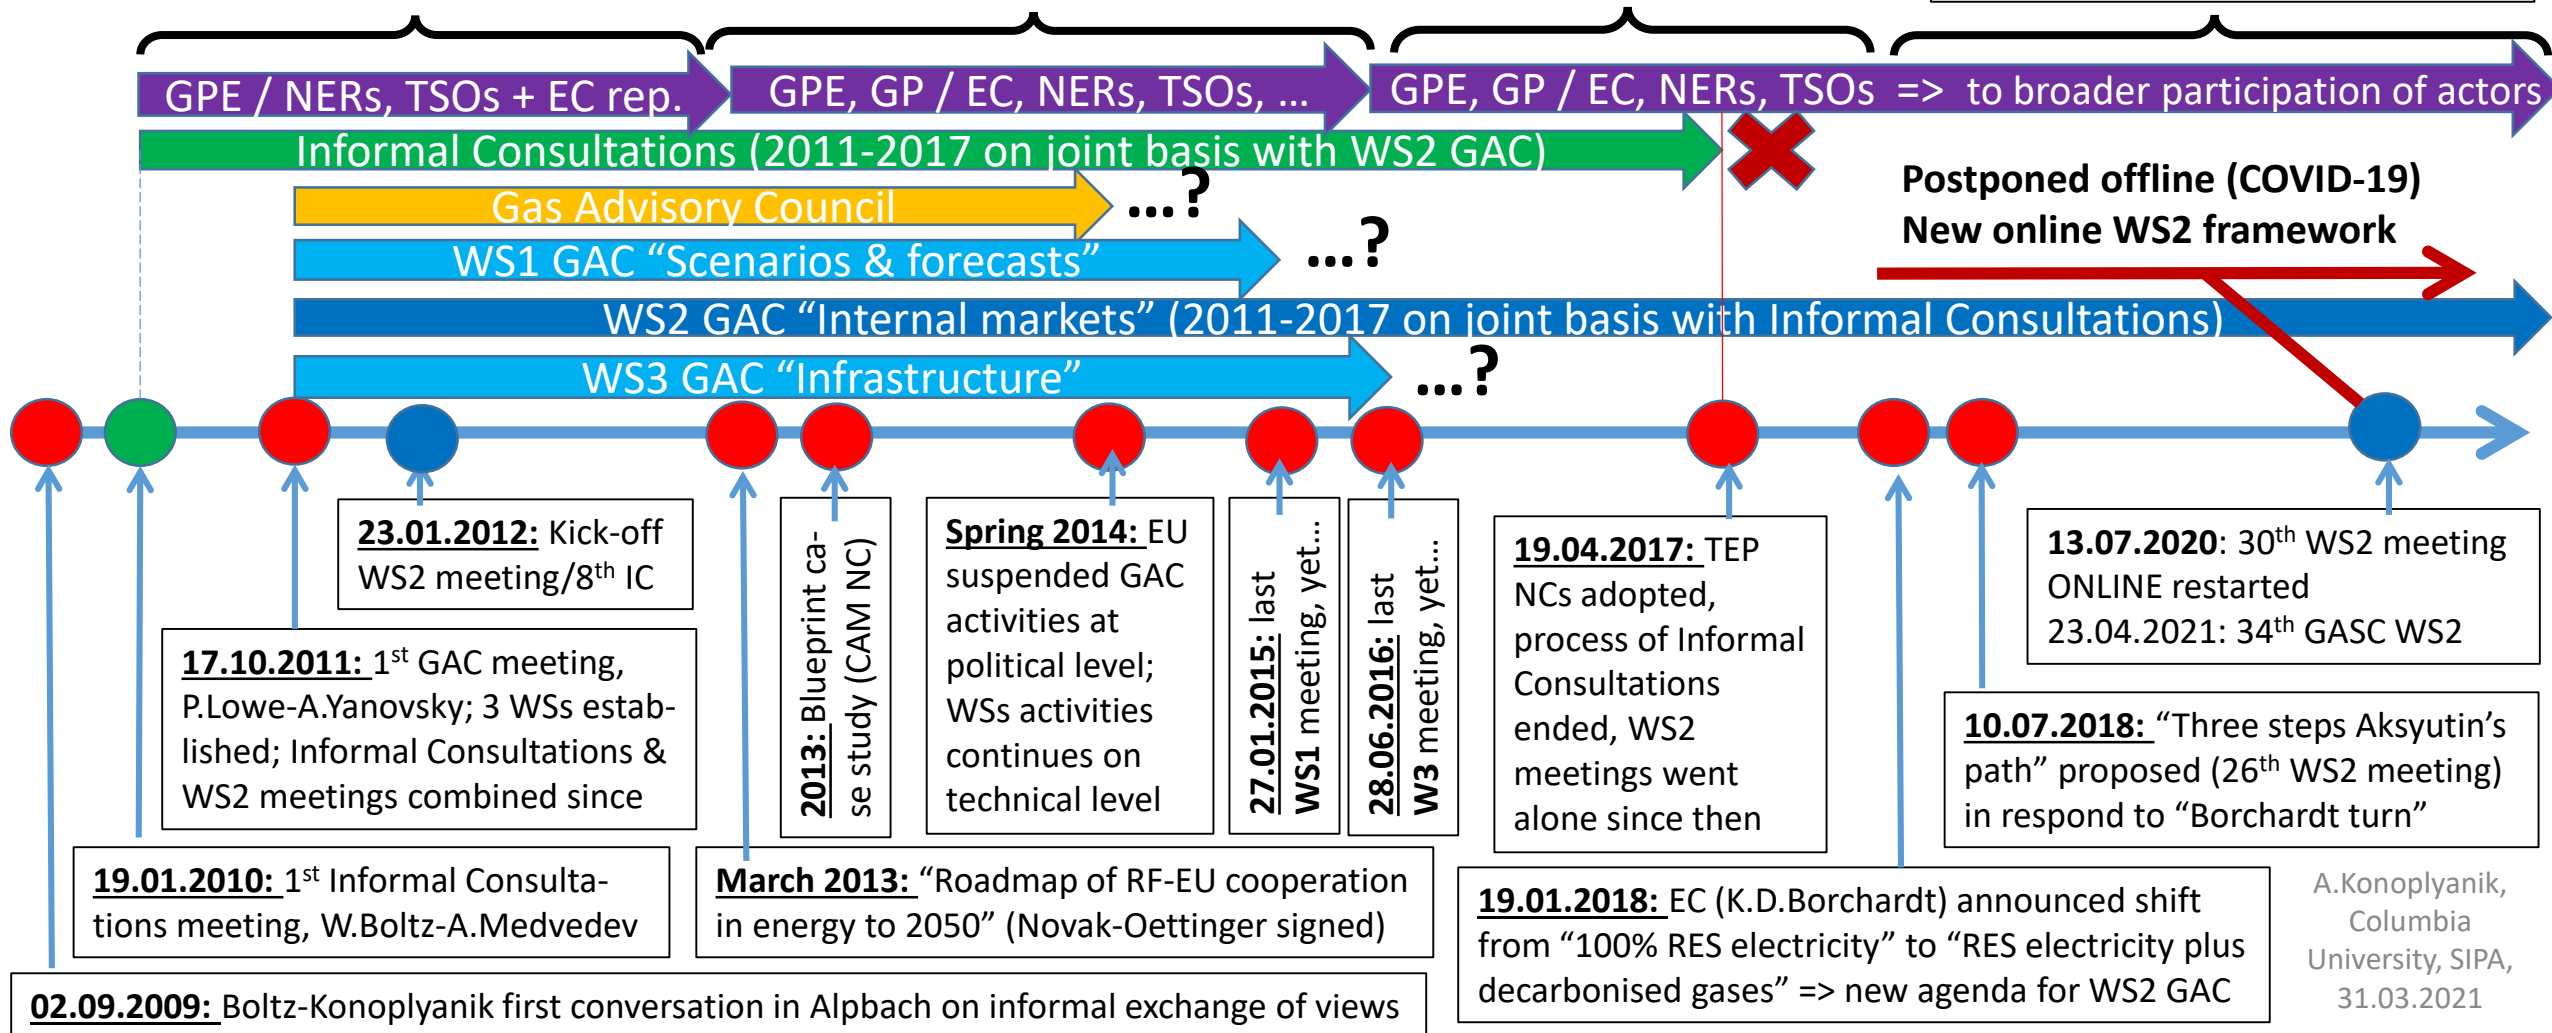 GPE / NERs, TSOs + EC rep.
GPE, GP / EC, NERs, TSOs, ...
GPE, GP / EC, NERs, TSOs => to broader participation of actors
Informal Consultations (2011-2017 on joint basis with WS2 GAC)
Gas Advisory Council
...?
WS1 GAC “Scenarios & forecasts”
...?
WS2 GAC “Internal markets” (2011-2017 on joint basis with Informal Consultations)
WS3 GAC “Infrastructure”
...?
Postponed offline (COVID-19)
New online WS2 framework
23.01.2012: Kick-off
WS2 meeting/8th IC
17.10.2011: 1st GAC meeting,
P.Lowe-A.Yanovsky; 3 WSs estab-
lished; Informal Consultations &
WS2 meetings combined since
19.01.2010: 1st Informal Consulta-
tions meeting, W.Boltz-A.Medvedev
02.09.2009: Boltz-Konoplyanik first conversation in Alpbach on informal exchange of views
2013: Blueprint ca-
se study (CAM NC)
March 2013: “Roadmap of RF-EU cooperation
in energy to 2050” (Novak-Oettinger signed)
Spring 2014: EU
suspended GAC
activities at
political level;
WSs activities
continues on
technical level
27.01.2015: last
WS1 meeting, yet...
28.06.2016: last
W3 meeting, yet...
19.04.2017: TEP
NCs adopted,
process of Informal
Consultations
ended, WS2
meetings went
alone since then
19.01.2018: EC (K.D.Borchardt) announced shift
from “100% RES electricity” to “RES electricity plus
decarbonised gases” => new agenda for WS2 GAC
10.07.2018: “Three steps Aksyutin’s
path” proposed (26th WS2 meeting)
in respond to “Borchardt turn”
13.07.2020: 30th WS2 meeting
ONLINE restarted
23.04.2021: 34th GASC WS2
A.Konoplyanik,
Columbia
University, SIPA,
31.03.2021